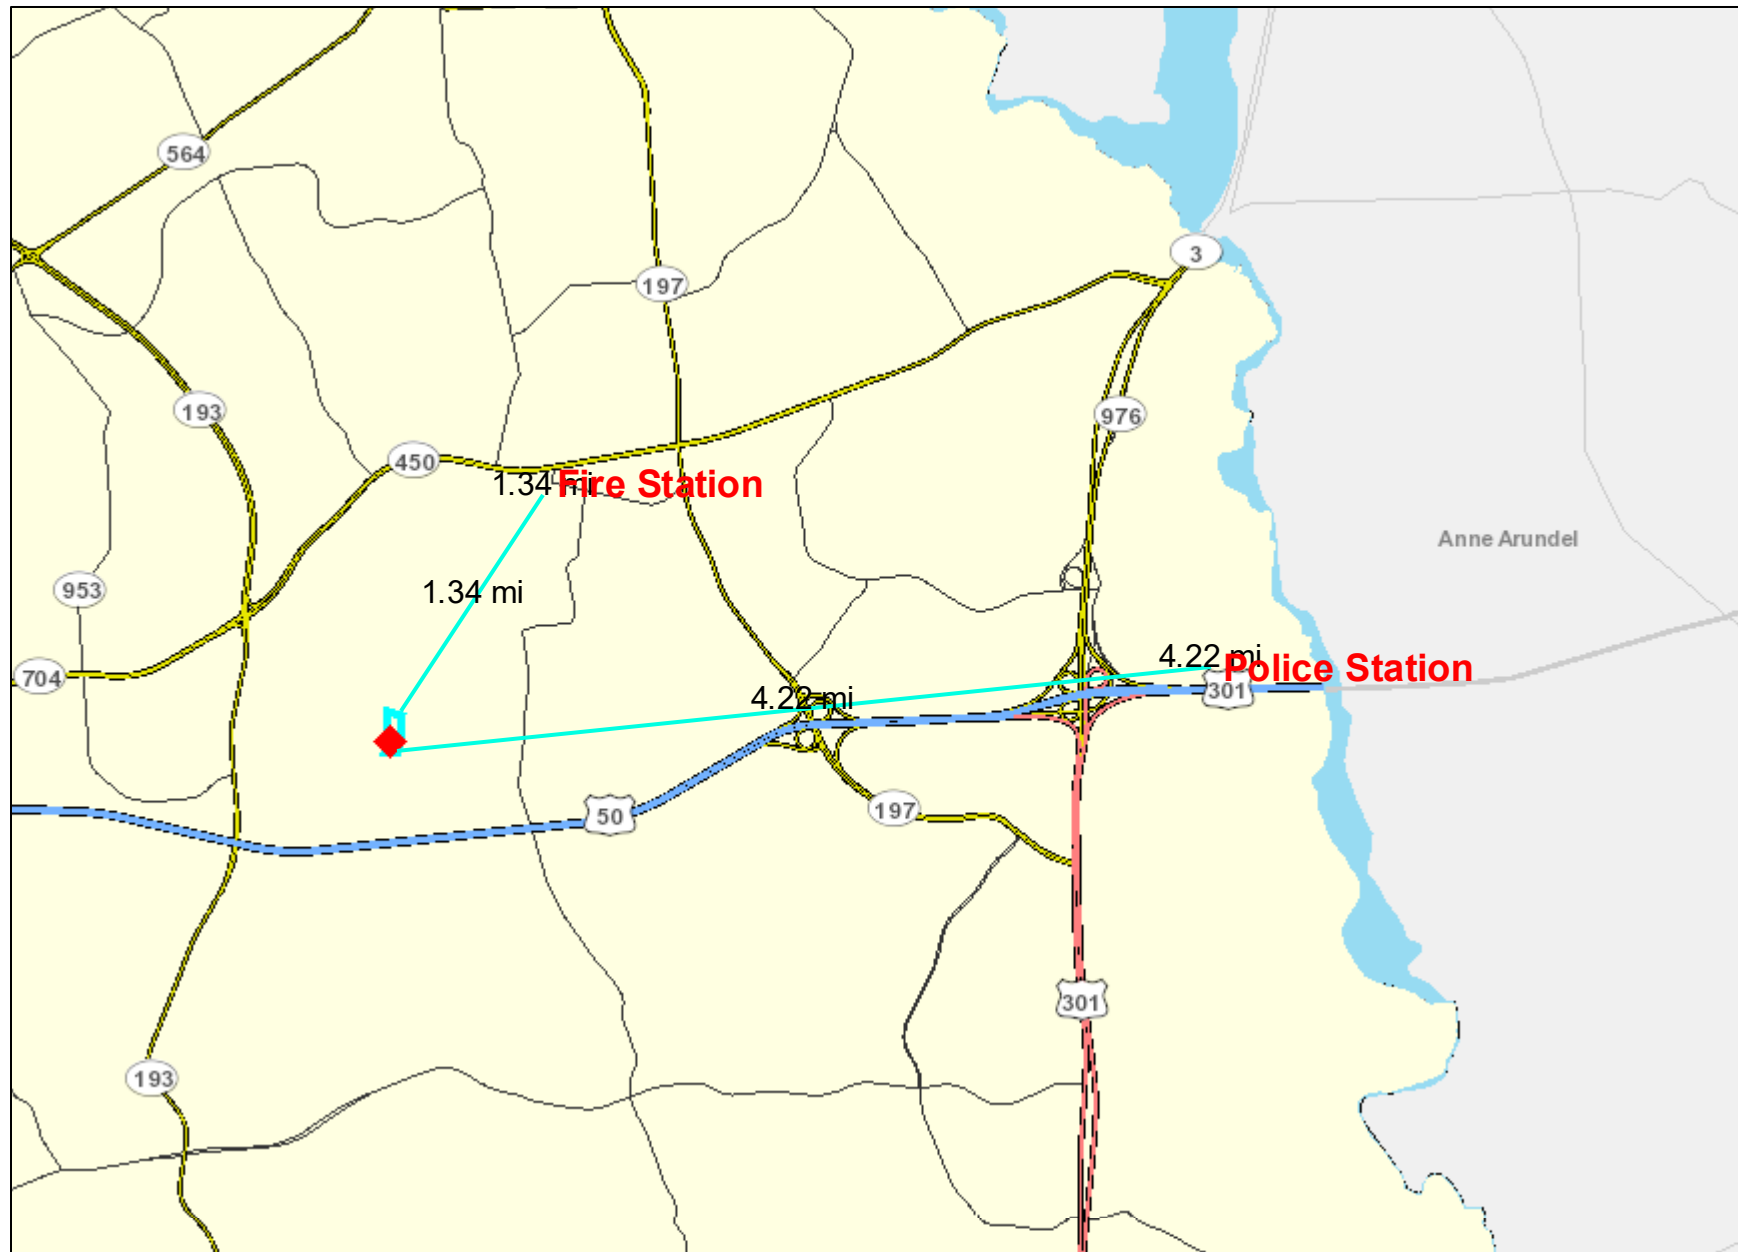 564
3
197
193
976
450
1.34 mi
Fire Station
Anne Arundel
953
1.34 mi
4.22 mi
Police Station
704
4.22 mi
301
50
197
301
193